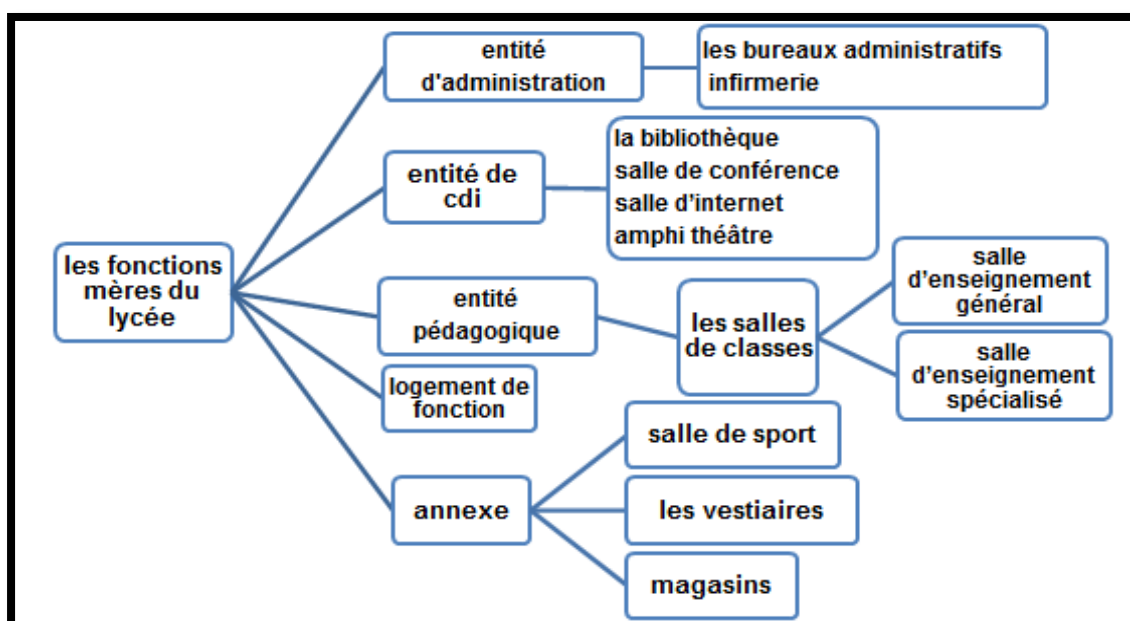 les fonctions
mères du
lycée
entité
d'administration
les bureaux administratifs
infirmerie
entité de
cdi
la bibliothèque
salle de conférence
salle d'internet
amphi théâtre
entité
pédagogique
les salles
de classes
salle
d'enseignement
général
salle
d'enseignement
spécialisé
logement de
fonction
annexe
salle de sport
les vestiaires
magasins